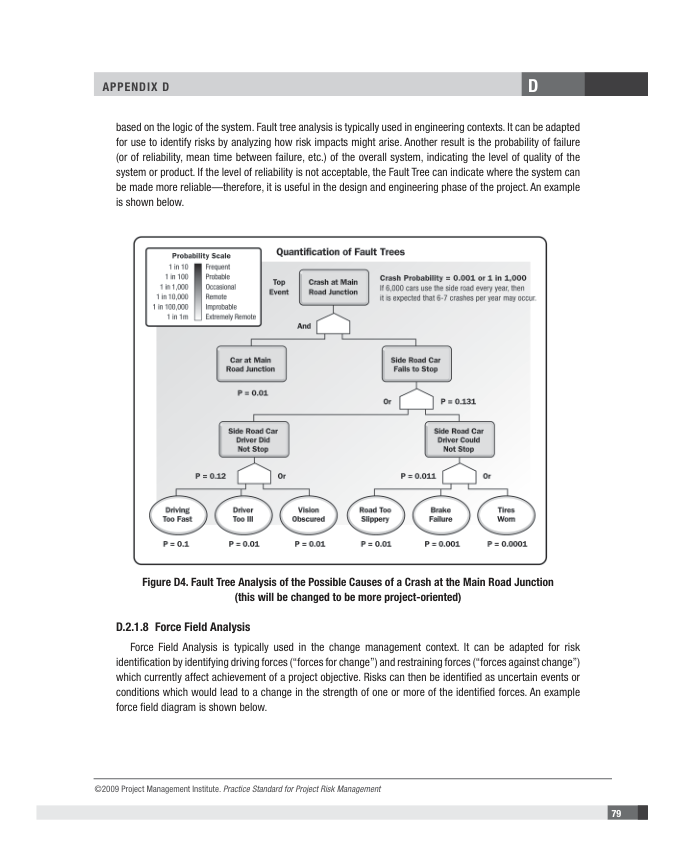 APPENDIX D
D
based on the logic of the system. Fault tree analysis is typically used in engineering contexts. It can be adapted
for use to identify risks by analyzing how risk impacts might arise. Another result is the probability of failure
(or of reliability, mean time between failure, etc.) of the overall system, indicating the level of quality of the
system or product. If the level of reliability is not acceptable, the Fault Tree can indicate where the system can
be made more reliable—therefore, it is useful in the design and engineering phase of the project. An example
is shown below.
Quantification of Fault Trees
Probability Scale
1 in 10 Frequent
1 in 100 Probable
1 in 1,000 Occasional
1 in 10,000 Remote
1 in 100,000 Improbable
1 in 1m Extremely Remote
Top
Event
Crash at Main
Road Junction
Crash Probability = 0.001 or 1 in 1,000
If 6,000 cars use the side road every year, then
it is expected that 6-7 crashes per year may occur.
And
Car at Main
Road Junction
Side Road Car
Fails to Stop
P = 0.01
Or
P = 0.131
Side Road Car
Driver Did
Not Stop
Side Road Car
Driver Could
Not Stop
P = 0.12
Or
P = 0.011
Or
Driving
Too Fast
Driver
Too Ill
Vision
Obscured
Road Too
Slippery
Brake
Failure
Tires
Worn
P = 0.1
P = 0.01
P = 0.01
P = 0.01
P = 0.001
P = 0.0001
Figure D4. Fault Tree Analysis of the Possible Causes of a Crash at the Main Road Junction
(this will be changed to be more project-oriented)
D.2.1.8 Force Field Analysis
Force Field Analysis is typically used in the change management context. It can be adapted for risk
identification by identifying driving forces (“forces for change”) and restraining forces (“forces against change”)
which currently affect achievement of a project objective. Risks can then be identified as uncertain events or
conditions which would lead to a change in the strength of one or more of the identified forces. An example
force field diagram is shown below.
©2009 Project Management Institute. Practice Standard for Project Risk Management
79